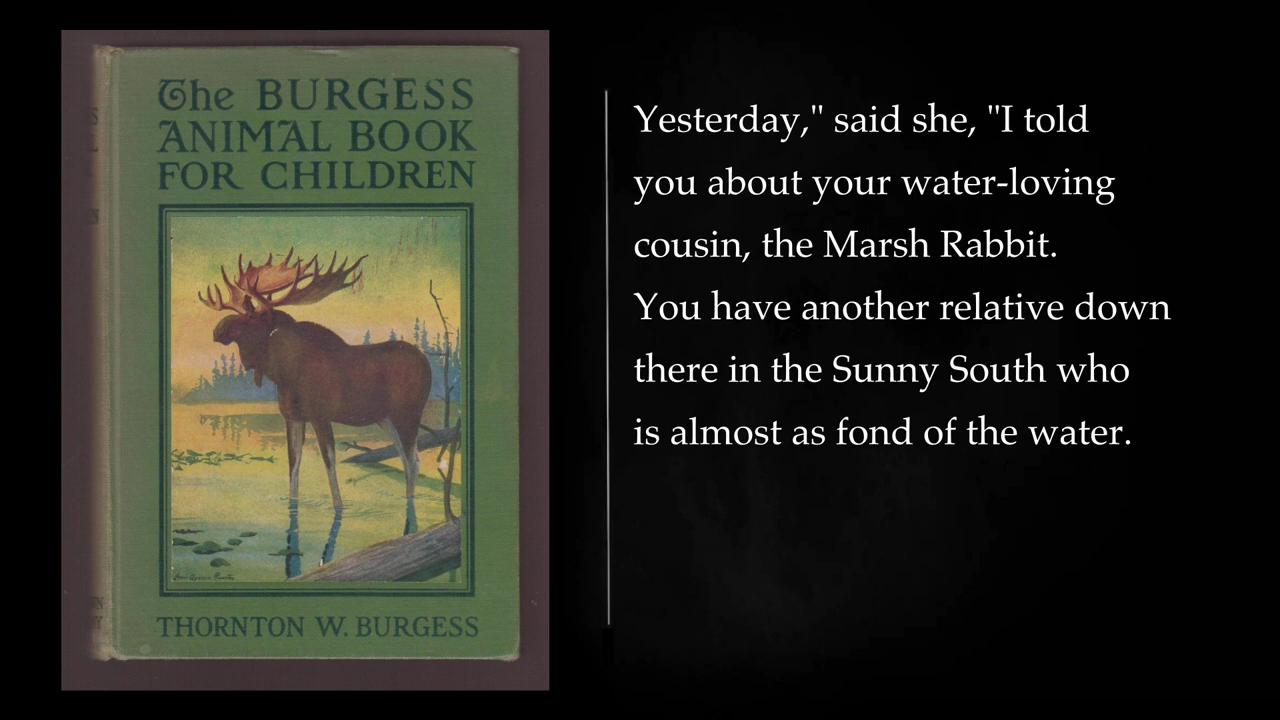 The BURGESS
ANIMAL BOOK
FOR CHILDREN
THORNTON W. BURGESS
Yesterday," said she, "I told
you about your water-loving
cousin, the Marsh Rabbit.
You have another relative down
there in the Sunny South who
is almost as fond of the water.